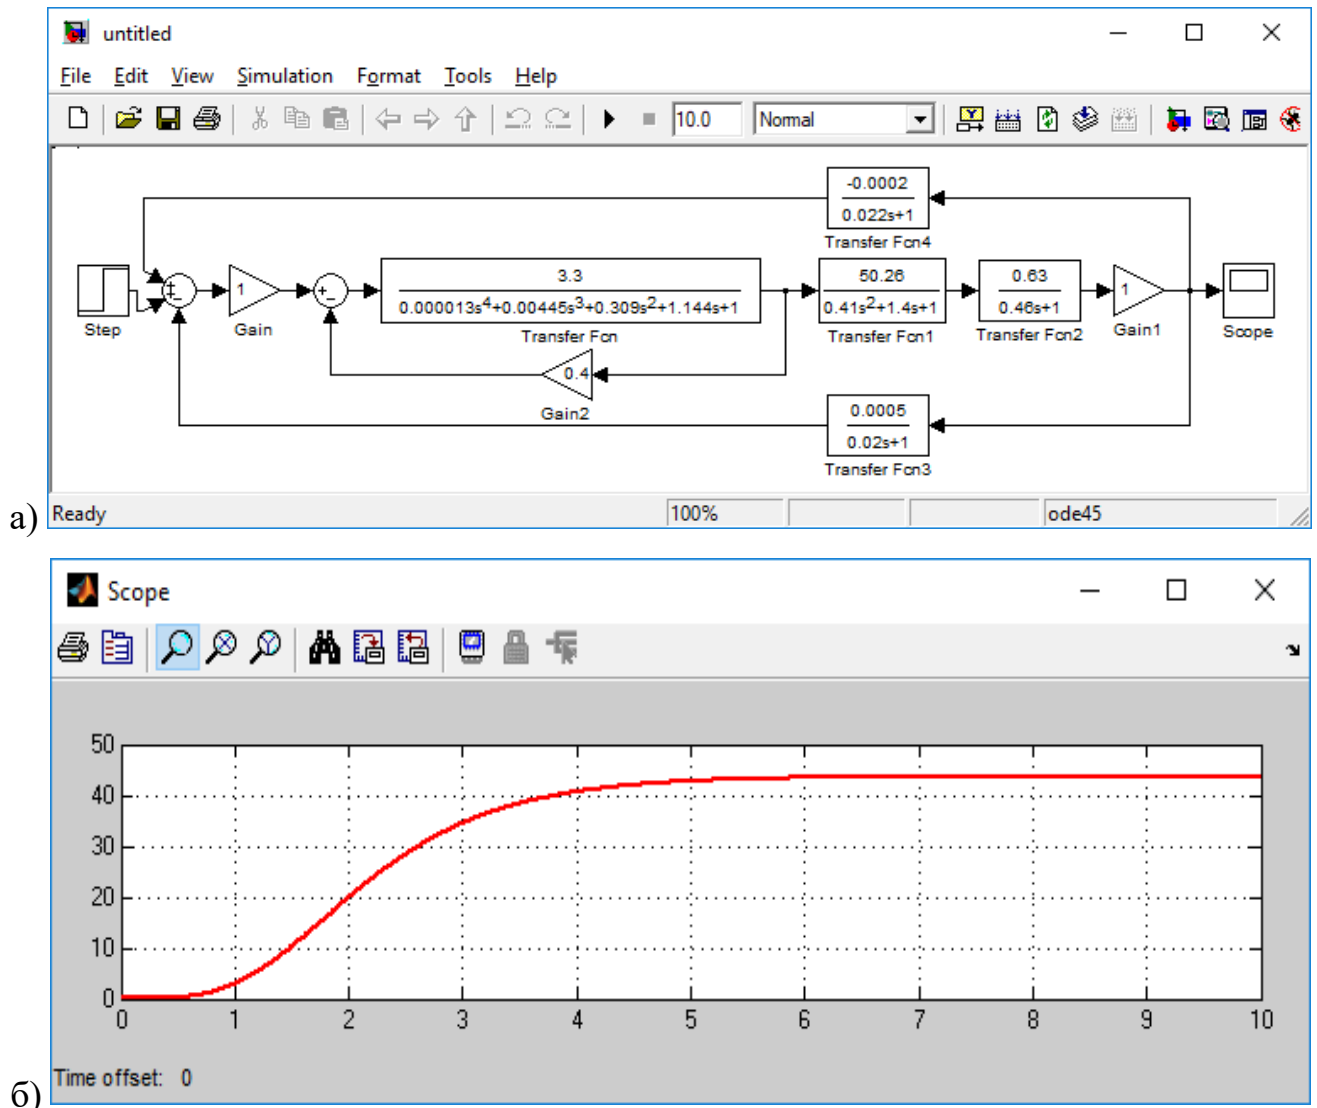 untitled
File Edit View Simulation Format Tools Help
10.0 Normal
-0.0002
0.022s+1
Transfer Fcn4
Step
1
Gain
3.3
0.000013s4+0.00445s3+0.309s2+1.144s+1
Transfer Fcn
50.26
0.41s2+1.4s+1
Transfer Fcn1
0.63
0.46s+1
Transfer Fcn2
1
Gain1
Scope
0.4
Gain2
0.0005
0.02s+1
Transfer Fcn3
а) Ready 100% ode45
Scope
50
40
30
20
10
0
0 1 2 3 4 5 6 7 8 9 10
б) Time offset: 0